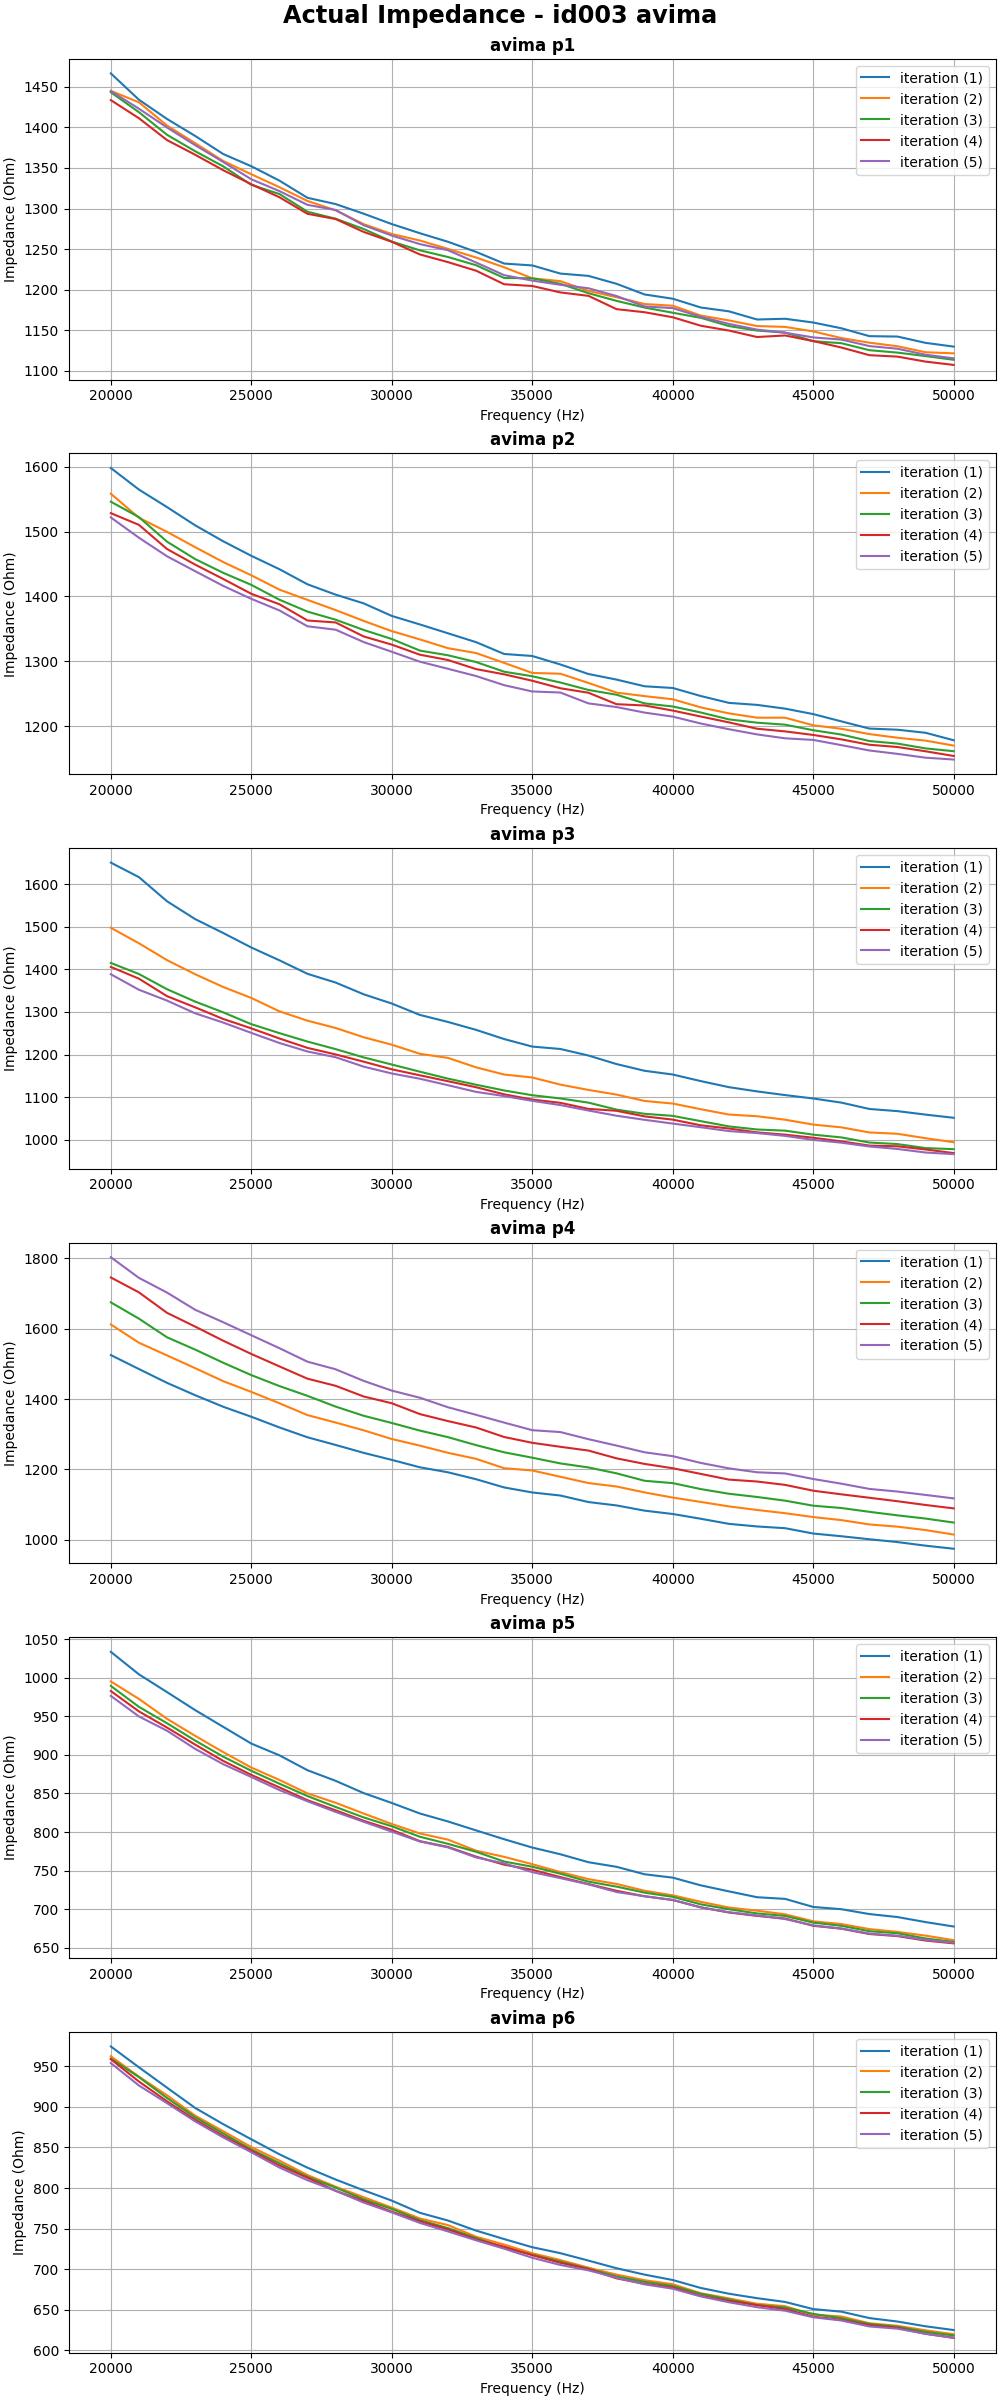 Actual Impedance - id003 avima
avima p1
Impedance (Ohm)
1450
1400
1350
1300
1250
1200
1150
1100
iteration (1)
iteration (2)
iteration (3)
iteration (4)
iteration (5)
20000 25000 30000 35000 40000 45000 50000
Frequency (Hz)
avima p2
Impedance (Ohm)
1600
1500
1400
1300
1200
iteration (1)
iteration (2)
iteration (3)
iteration (4)
iteration (5)
20000 25000 30000 35000 40000 45000 50000
Frequency (Hz)
avima p3
Impedance (Ohm)
1600
1500
1400
1300
1200
1100
1000
iteration (1)
iteration (2)
iteration (3)
iteration (4)
iteration (5)
20000 25000 30000 35000 40000 45000 50000
Frequency (Hz)
avima p4
Impedance (Ohm)
1800
1600
1400
1200
1000
iteration (1)
iteration (2)
iteration (3)
iteration (4)
iteration (5)
20000 25000 30000 35000 40000 45000 50000
Frequency (Hz)
avima p5
Impedance (Ohm)
1050
1000
950
900
850
800
750
700
650
iteration (1)
iteration (2)
iteration (3)
iteration (4)
iteration (5)
20000 25000 30000 35000 40000 45000 50000
Frequency (Hz)
avima p6
Impedance (Ohm)
950
900
850
800
750
700
650
600
iteration (1)
iteration (2)
iteration (3)
iteration (4)
iteration (5)
20000 25000 30000 35000 40000 45000 50000
Frequency (Hz)